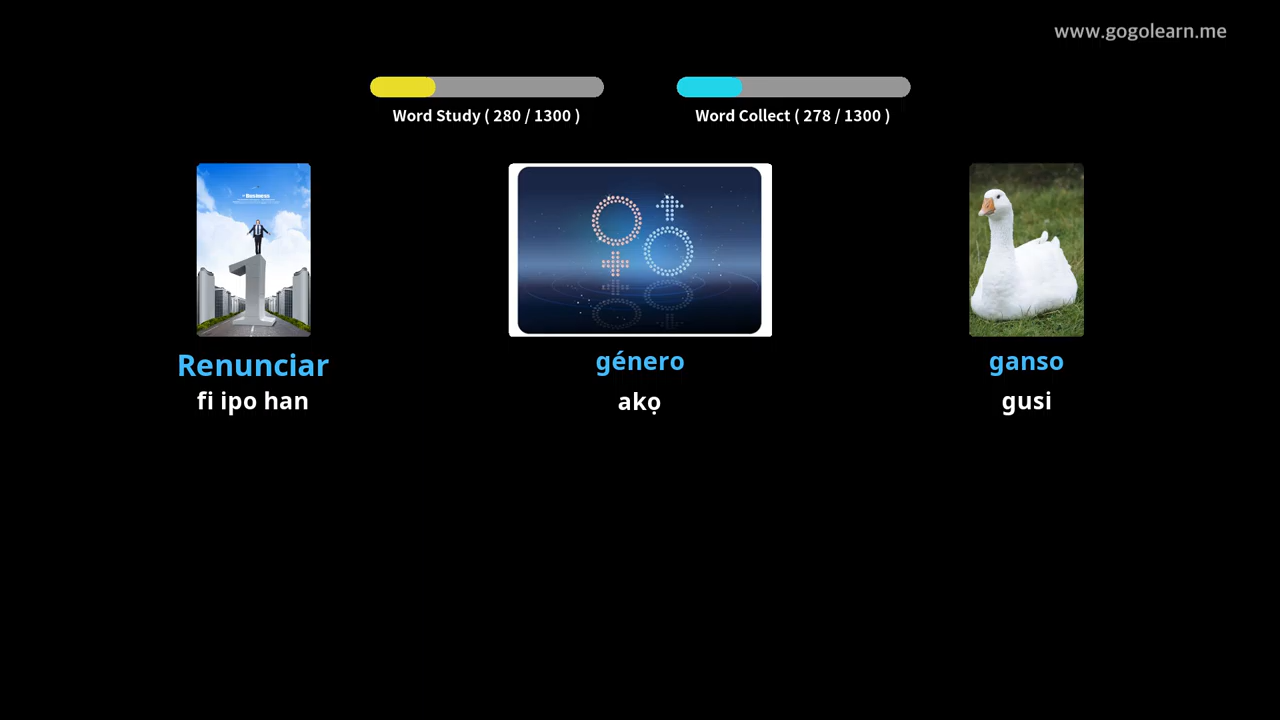 www.gogolearn.me
Word Study ( 280 / 1300 )
Word Collect ( 278 / 1300 )
Business
Renunciar
género
ganso
fi ipo han
akọ
gusi